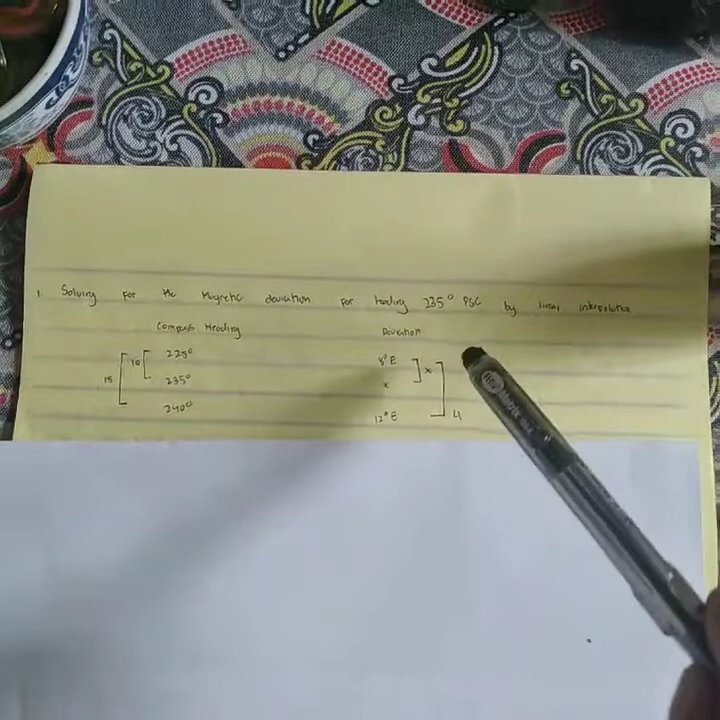 1. Solving for the Magnetic deviation for heading 235° PSC by linear interpolation
Compass Heading Deviation
225° 8°E
15 10 235° x x
240° 12°E 4